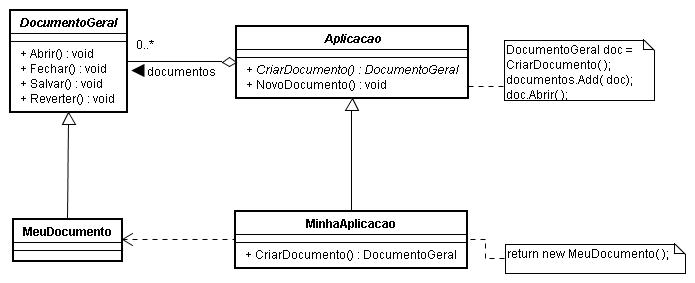 DocumentoGeral
+ Abrir() : void
+ Fechar() : void
+ Salvar() : void
+ Reverter() : void
0..*
documentos
Aplicacao
+ CriarDocumento() : DocumentoGeral
+ NovoDocumento() : void
DocumentoGeral doc =
CriarDocumento();
documentos.Add( doc);
doc.Abrir();
MeuDocumento
MinhaAplicacao
+ CriarDocumento() : DocumentoGeral
return new MeuDocumento();